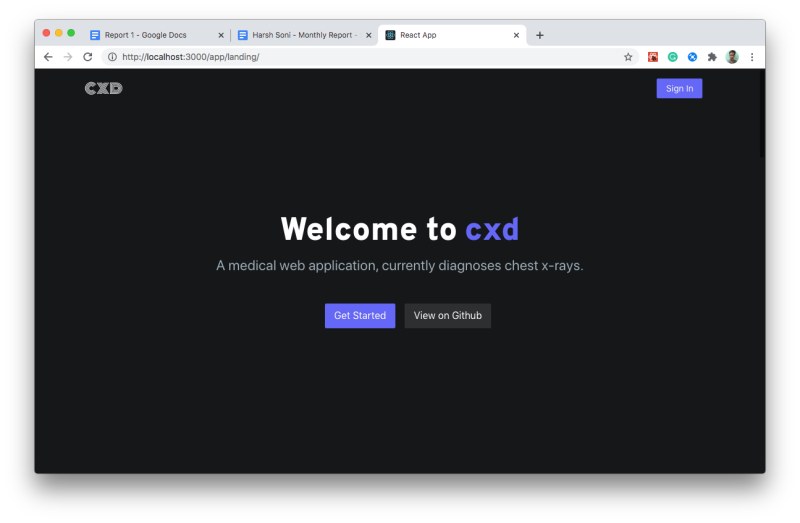 Report 1 - Google Docs
Harsh Soni - Monthly Report -
React App
http://localhost:3000/app/landing/
CXD
Sign In
Welcome to cxd
A medical web application, currently diagnoses chest x-rays.
Get Started
View on Github